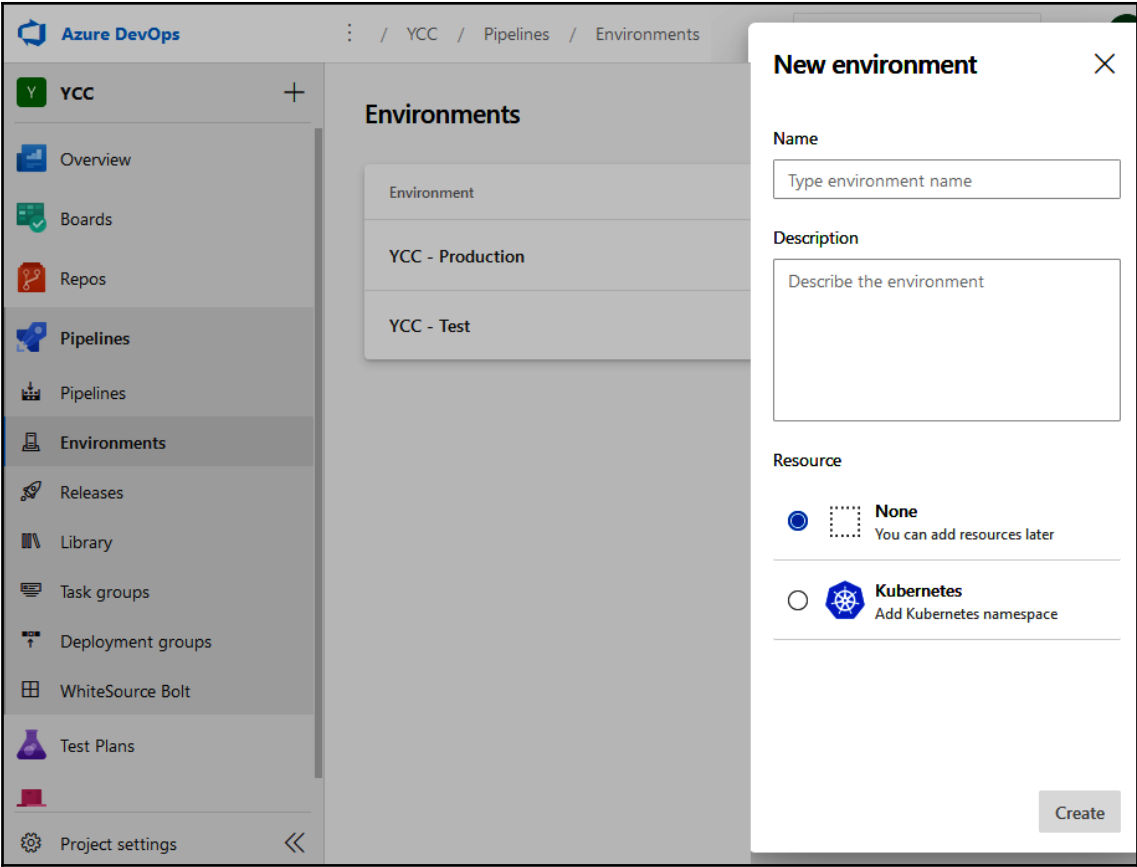 Azure DevOps
⋮ / YCC / Pipelines / Environments
Y YCC
Overview
Boards
Repos
Pipelines
Pipelines
Environments
Releases
Library
Task groups
Deployment groups
WhiteSource Bolt
Test Plans
Project settings
Environments
Environment
YCC - Production
YCC - Test
New environment
Name
Type environment name
Description
Describe the environment
Resource
None
You can add resources later
Kubernetes
Add Kubernetes namespace
Create